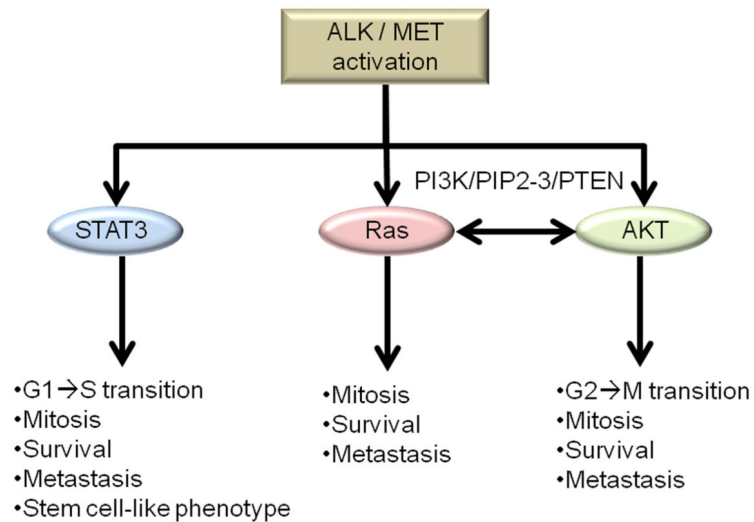 ALK / MET
activation
PI3K/PIP2-3/PTEN
STAT3
Ras
AKT
•G1→S transition
•Mitosis
•Survival
•Metastasis
•Stem cell-like phenotype
•Mitosis
•Survival
•Metastasis
•G2→M transition
•Mitosis
•Survival
•Metastasis